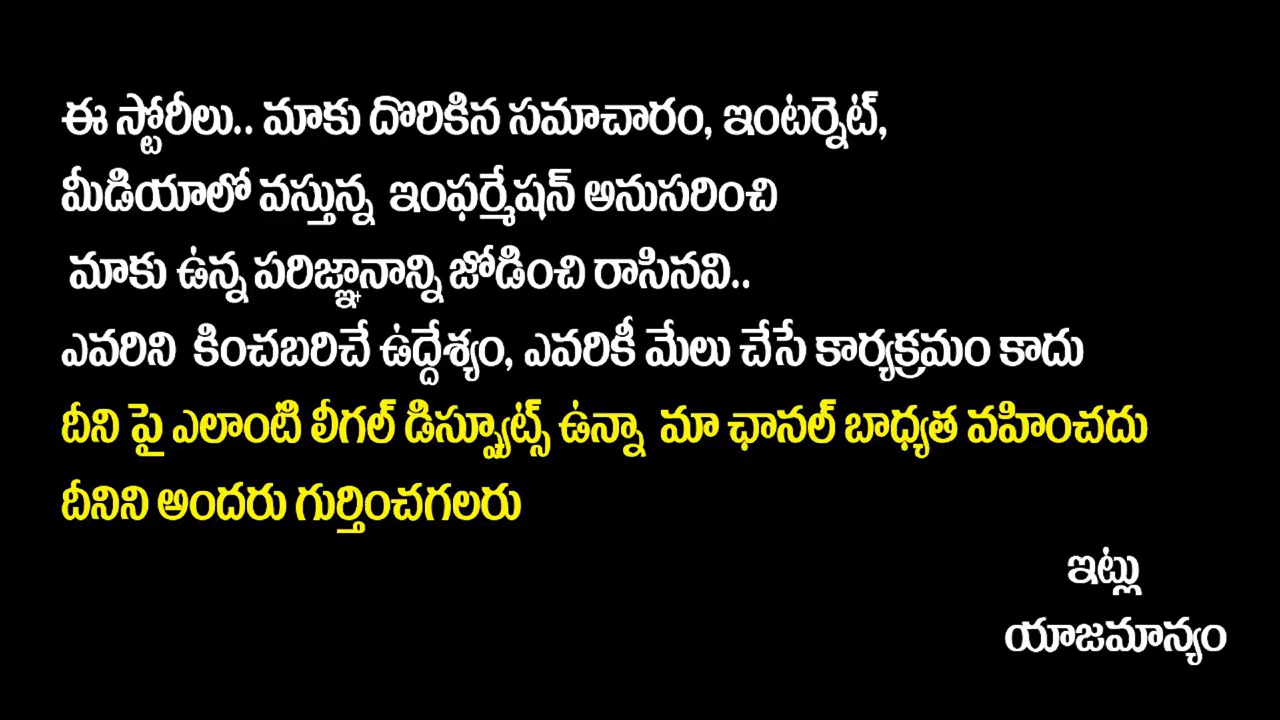 ఈ స్టోరీలు.. మాకు దొరికిన సమాచారం, ఇంటర్నెట్,
మీడియాలో వస్తున్న ఇంఫర్మేషన్ అనుసరించి
మాకు ఉన్న పరిజ్ఞానాన్ని జోడించి రాసినవి..
ఎవరిని కించబరిచే ఉద్దేశ్యం, ఎవరికీ మేలు చేసే కార్యక్రమం కాదు
దీని పై ఎలాంటి లీగల్ డిస్ప్యూట్స్ ఉన్నా మా ఛానల్ బాధ్యత వహించదు
దీనిని అందరు గుర్తించగలరు
ఇట్లు
యాజమాన్యం